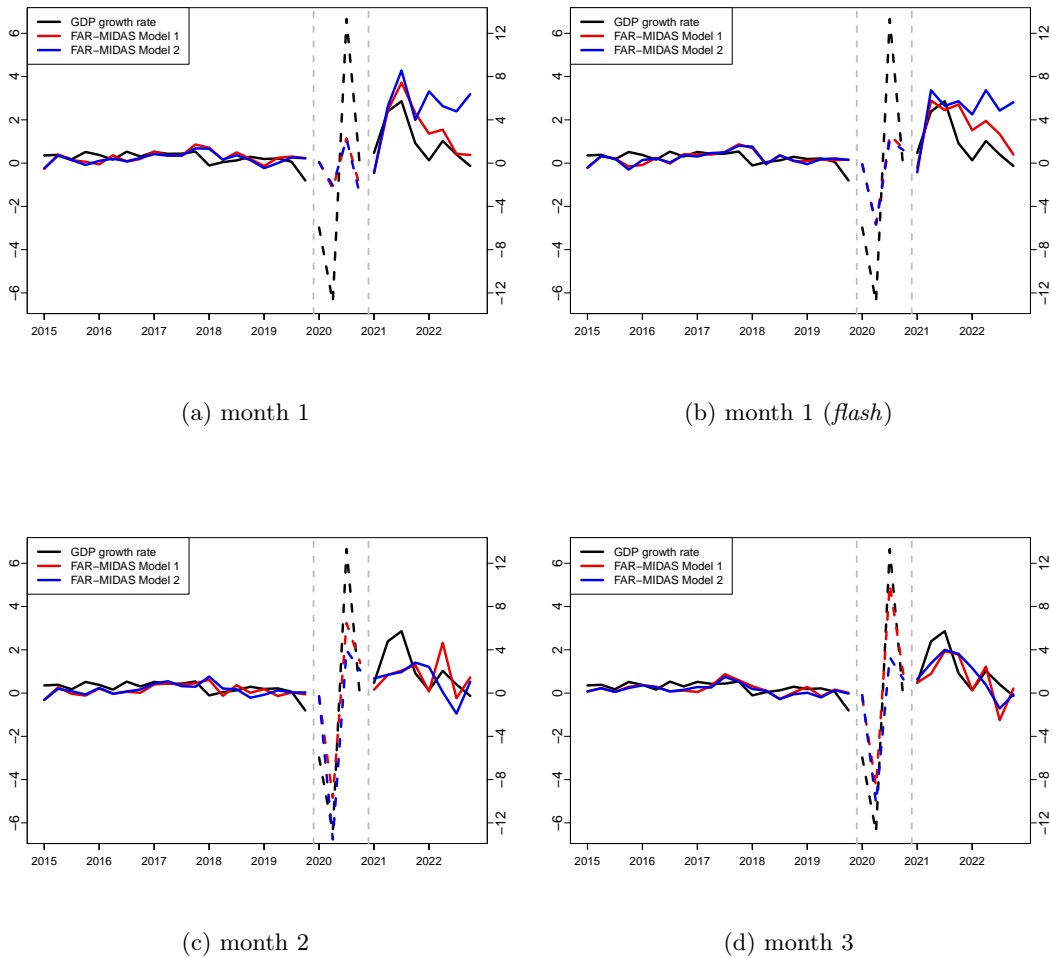 GDP growth rate
FAR−MIDAS Model 1
FAR−MIDAS Model 2
−6 −4 −2 0 2 4 6
−12 −8 −4 0 4 8 12
2015 2016 2017 2018 2019 2020 2021 2022
(a) month 1
GDP growth rate
FAR−MIDAS Model 1
FAR−MIDAS Model 2
−6 −4 −2 0 2 4 6
−12 −8 −4 0 4 8 12
2015 2016 2017 2018 2019 2020 2021 2022
(b) month 1 (flash)
GDP growth rate
FAR−MIDAS Model 1
FAR−MIDAS Model 2
−6 −4 −2 0 2 4 6
−12 −8 −4 0 4 8 12
2015 2016 2017 2018 2019 2020 2021 2022
(c) month 2
GDP growth rate
FAR−MIDAS Model 1
FAR−MIDAS Model 2
−6 −4 −2 0 2 4 6
−12 −8 −4 0 4 8 12
2015 2016 2017 2018 2019 2020 2021 2022
(d) month 3